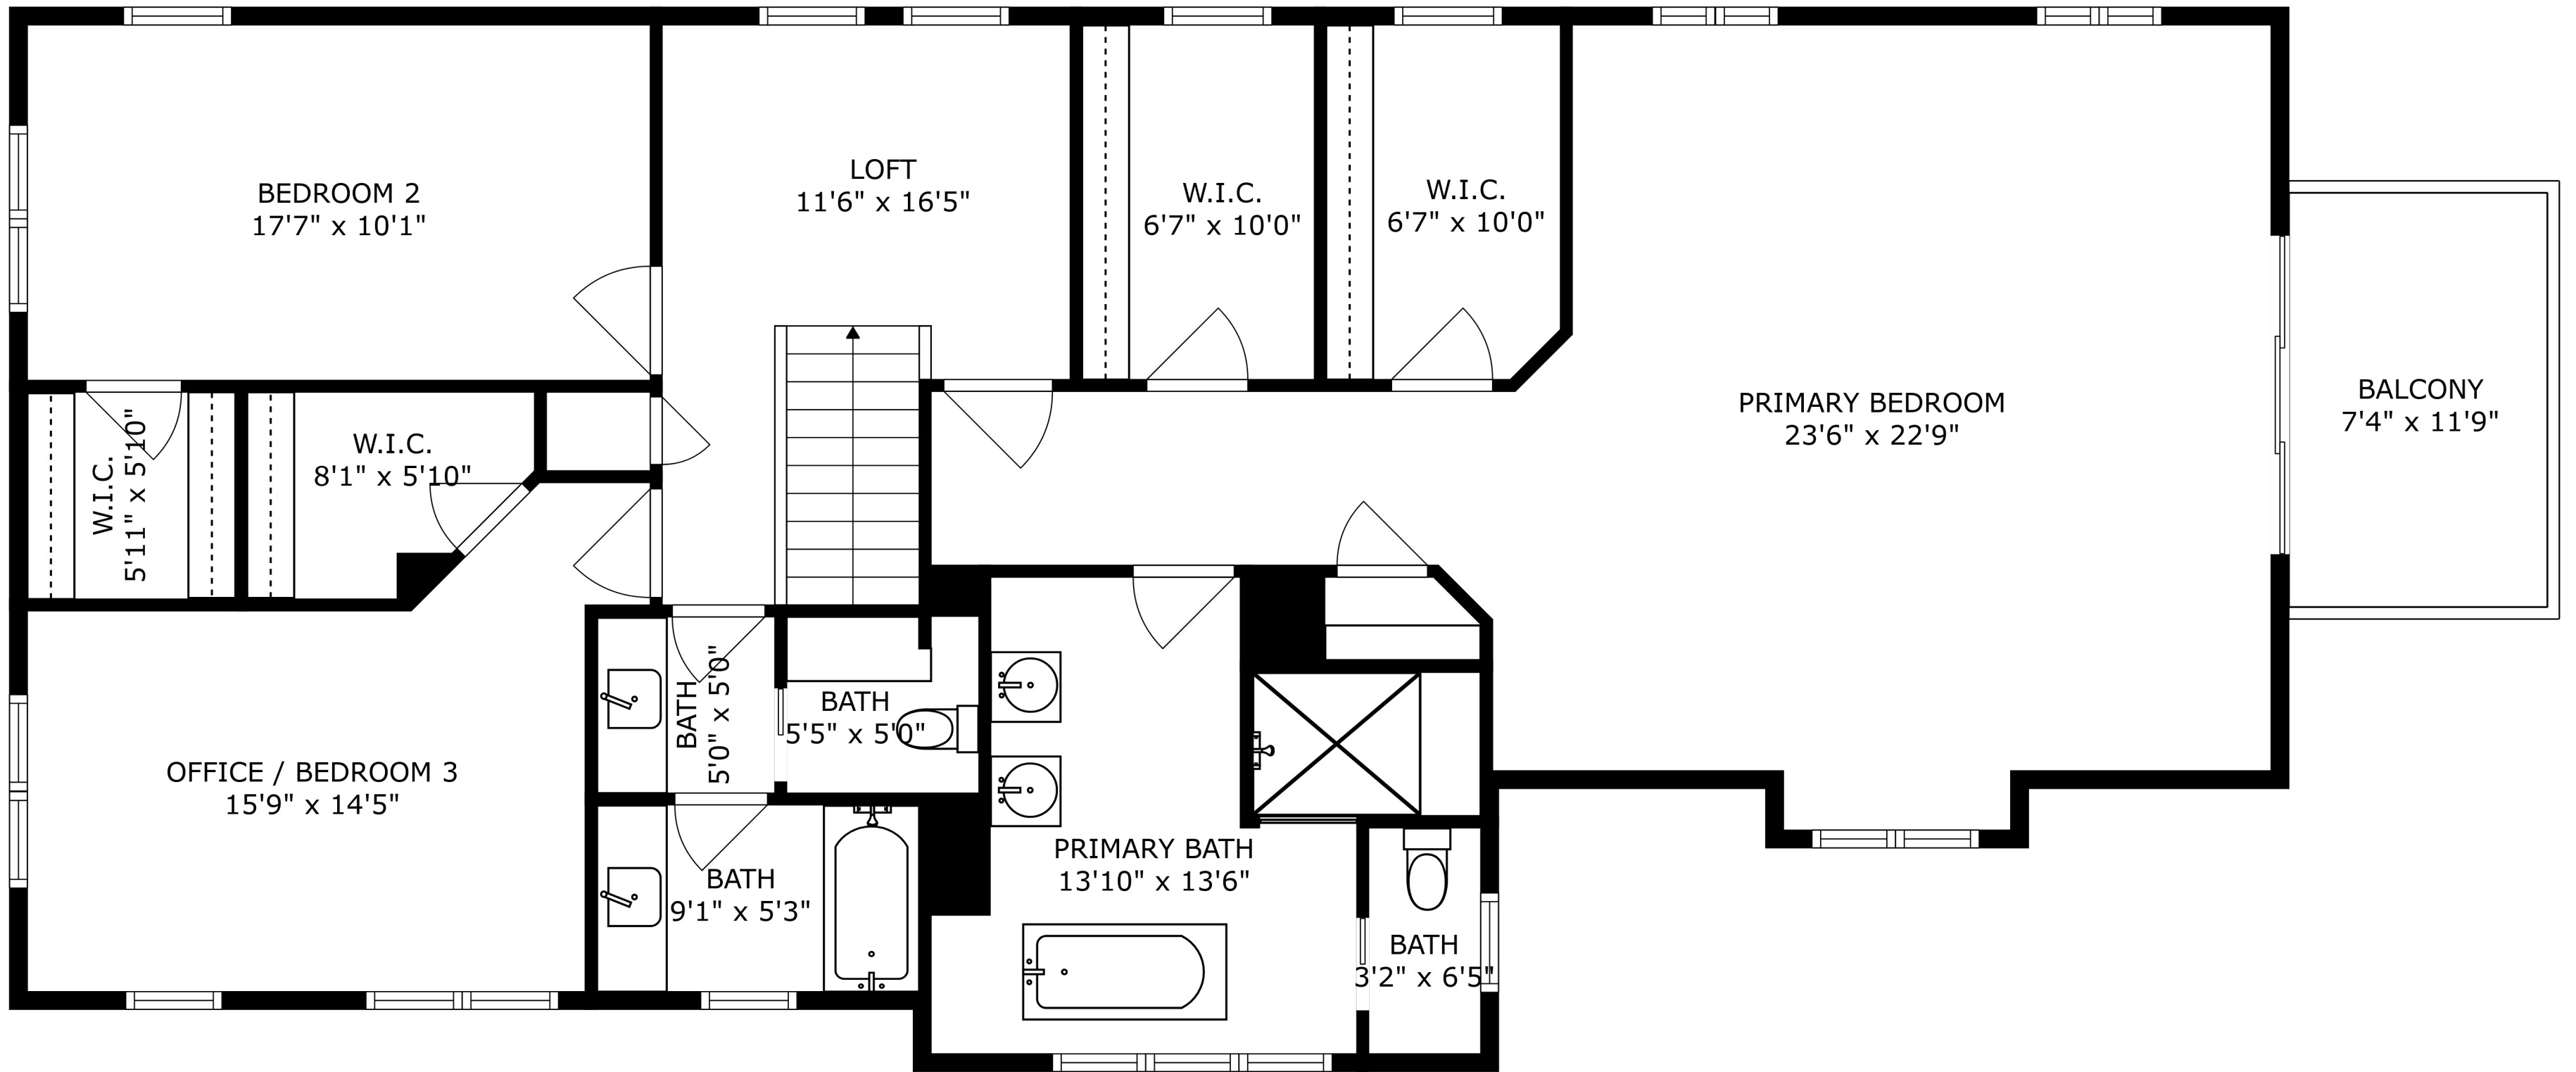 BEDROOM 2
17'7" x 10'1"
LOFT
11'6" x 16'5"
W.I.C.
6'7" x 10'0"
W.I.C.
6'7" x 10'0"
PRIMARY BEDROOM
23'6" x 22'9"
BALCONY
7'4" x 11'9"
W.I.C.
5'11" x 5'10"
W.I.C.
8'1" x 5'10"
OFFICE / BEDROOM 3
15'9" x 14'5"
BATH
5'0" x 5'0"
BATH
5'5" x 5'0"
BATH
9'1" x 5'3"
PRIMARY BATH
13'10" x 13'6"
BATH
3'2" x 6'5"